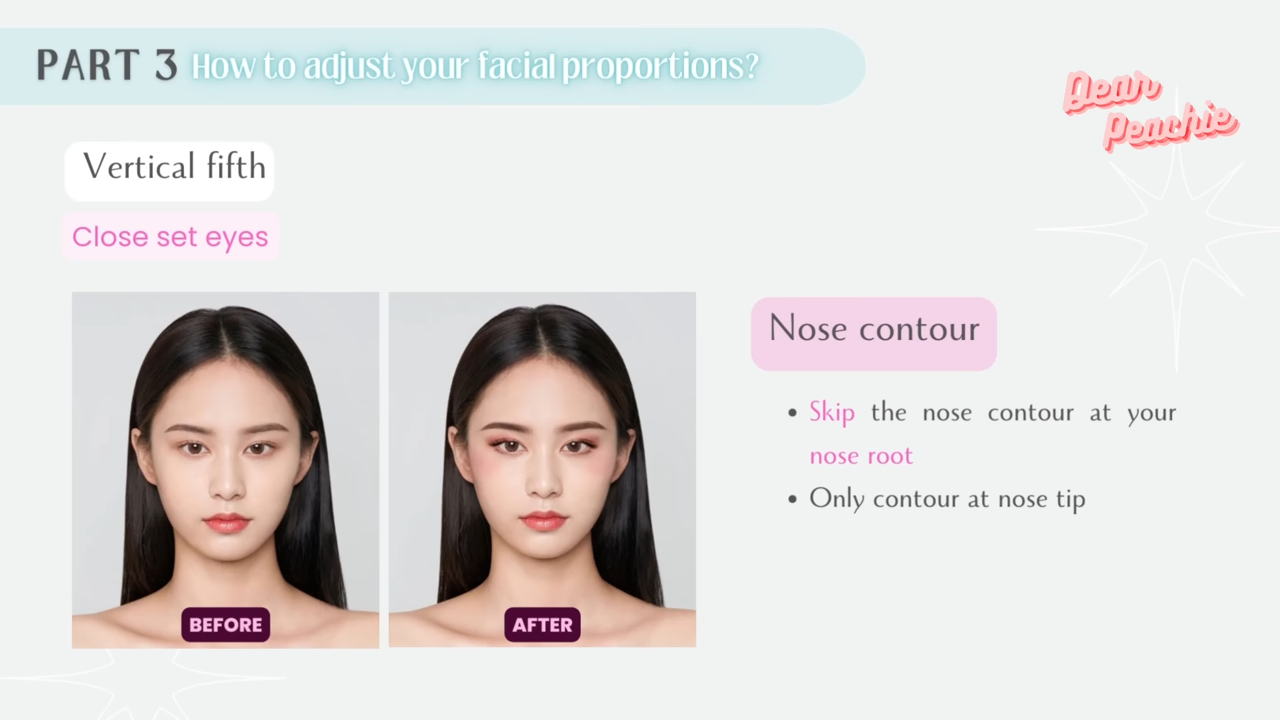 PART 3 How to adjust your facial proportions?
Dear
Peachie
Vertical fifth
Close set eyes
BEFORE
AFTER
Nose contour
• Skip the nose contour at your
nose root
• Only contour at nose tip